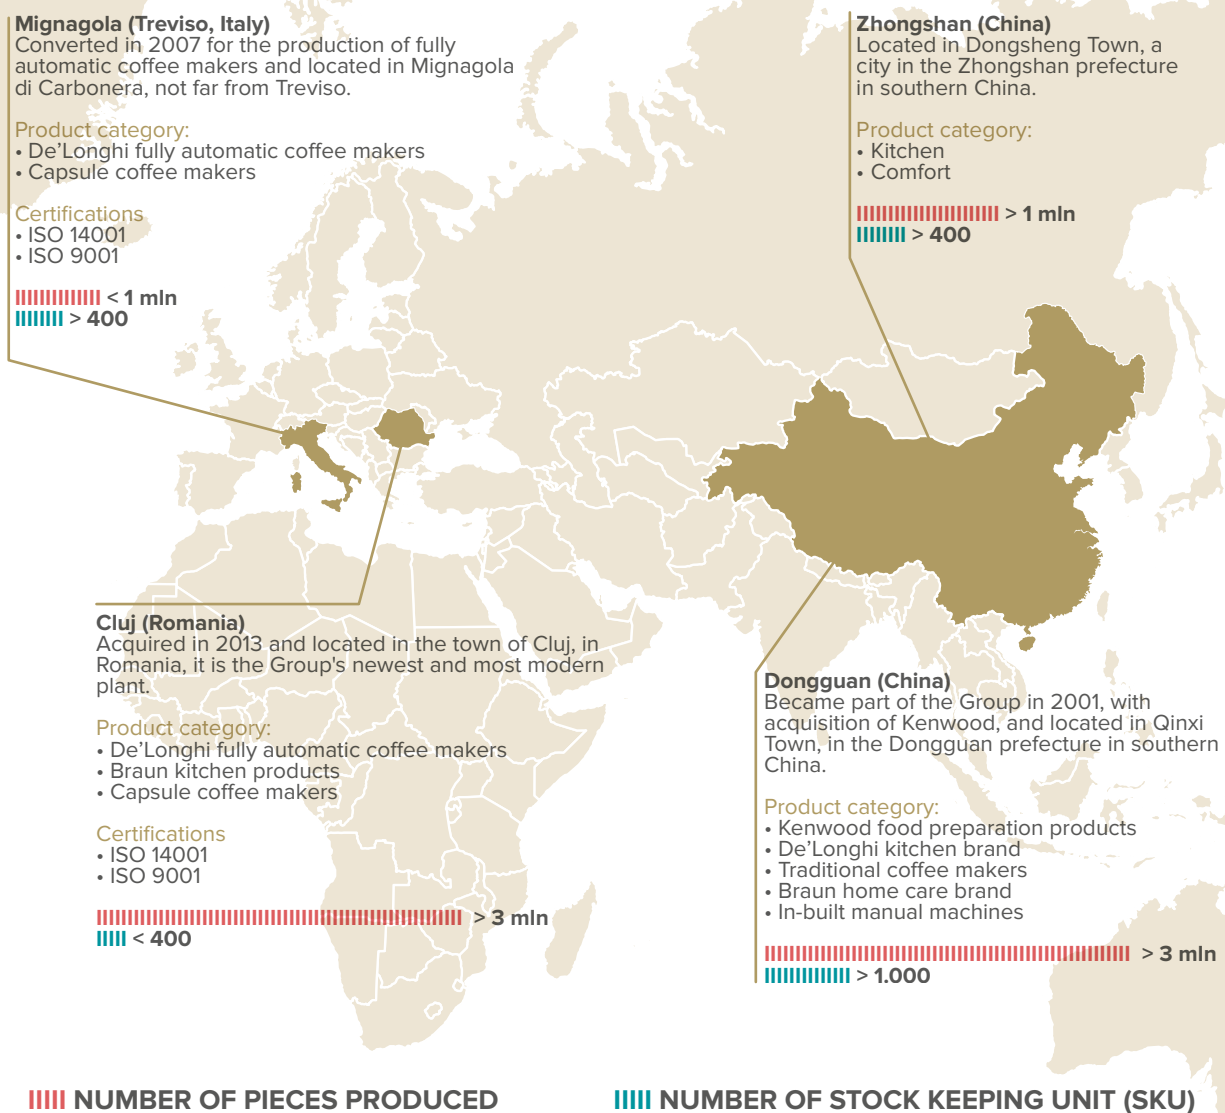 Mignagola (Treviso, Italy)
Converted in 2007 for the production of fully
automatic coffee makers and located in Mignagola
di Carbonera, not far from Treviso.
Product category:
• De'Longhi fully automatic coffee makers
• Capsule coffee makers
Certifications
• ISO 14001
• ISO 9001
< 1 mln
> 400
Zhongshan (China)
Located in Dongsheng Town, a
city in the Zhongshan prefecture
in southern China.
Product category:
• Kitchen
• Comfort
> 1 mln
> 400
Cluj (Romania)
Acquired in 2013 and located in the town of Cluj, in
Romania, it is the Group's newest and most modern
plant.
Product category:
• De'Longhi fully automatic coffee makers
• Braun kitchen products
• Capsule coffee makers
Certifications
• ISO 14001
• ISO 9001
> 3 mln
< 400
Dongguan (China)
Became part of the Group in 2001, with
acquisition of Kenwood, and located in Qinxi
Town, in the Dongguan prefecture in southern
China.
Product category:
• Kenwood food preparation products
• De'Longhi kitchen brand
• Traditional coffee makers
• Braun home care brand
• In-built manual machines
> 3 mln
> 1.000
NUMBER OF PIECES PRODUCED
NUMBER OF STOCK KEEPING UNIT (SKU)